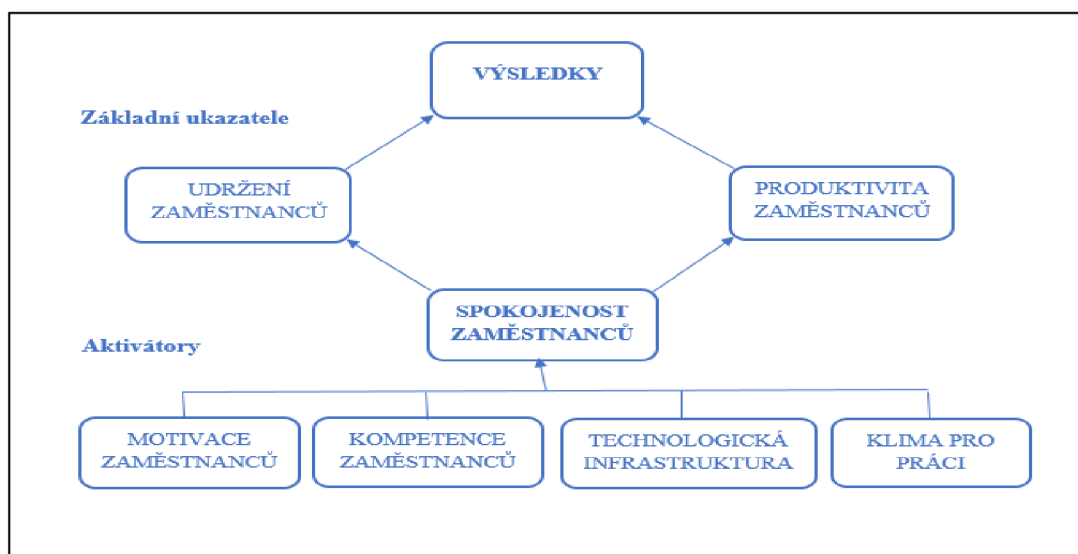 VÝSLEDKY
Základní ukazatele
UDRŽENÍ
ZAMĚSTNANCŮ
PRODUKTIVITA
ZAMĚSTNANCŮ
SPOKOJENOST
ZAMĚSTNANCŮ
Aktivátory
MOTIVACE
ZAMĚSTNANCŮ
KOMPETENCE
ZAMĚSTNANCŮ
TECHNOLOGICKÁ
INFRASTRUKTURA
KLIMA PRO
PRÁCI